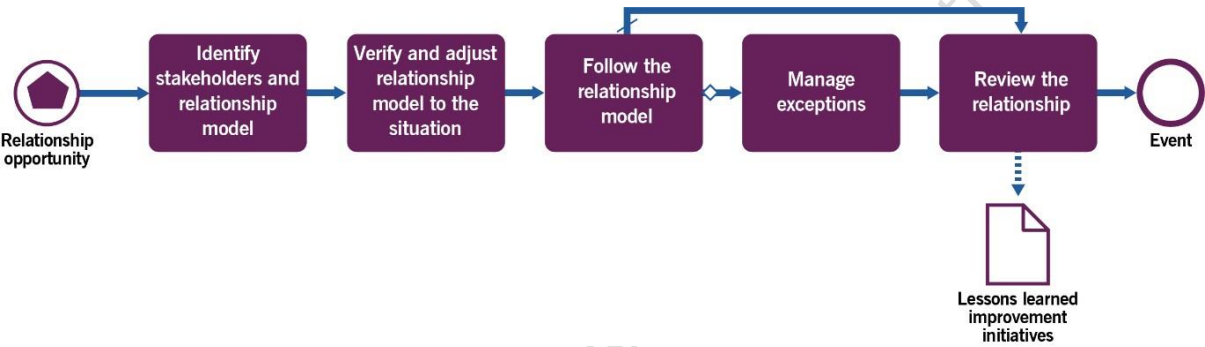 Relationship
opportunity
Identify
stakeholders and
relationship
model
Verify and adjust
relationship
model to the
situation
Follow the
relationship
model
Manage
exceptions
Review the
relationship
Event
Lessons learned
improvement
initiatives